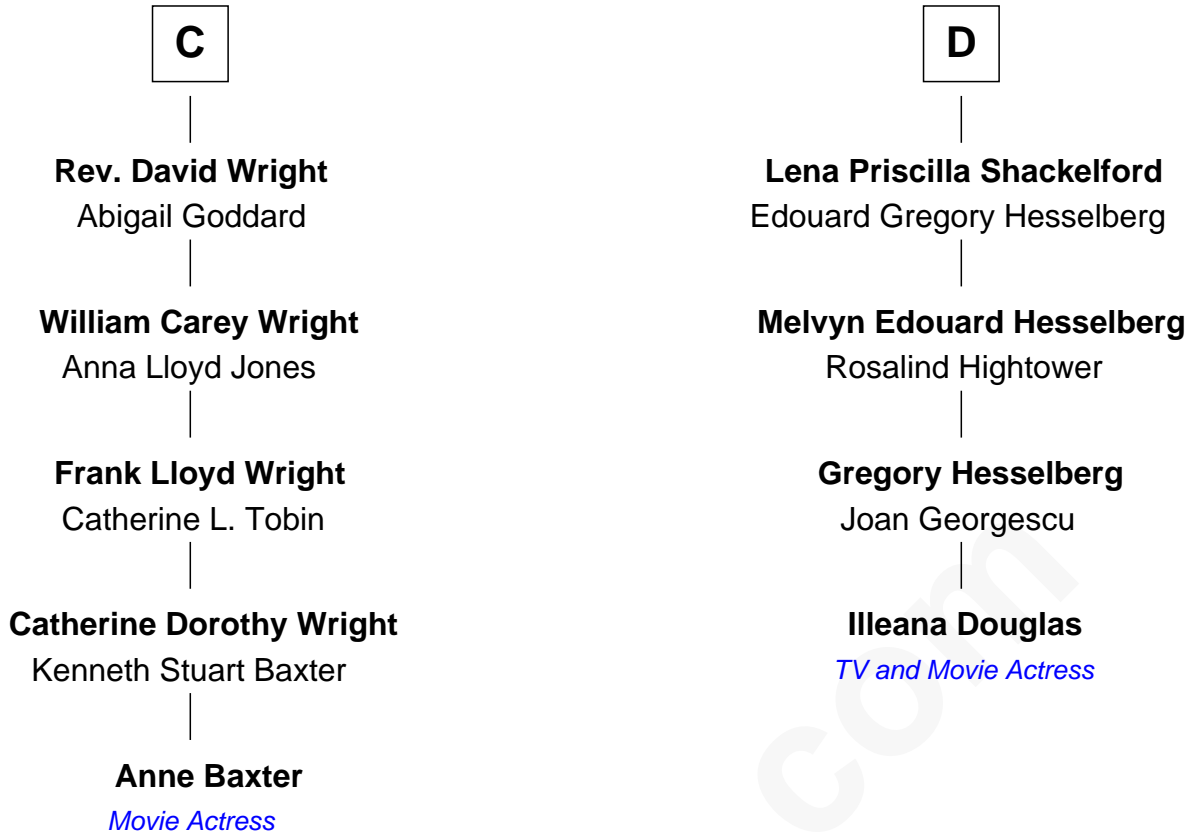 C
Rev. David Wright
Abigail Goddard
William Carey Wright
Anna Lloyd Jones
Frank Lloyd Wright
Catherine L. Tobin
Catherine Dorothy Wright
Kenneth Stuart Baxter
Anne Baxter
Movie Actress
D
Lena Priscilla Shackelford
Edouard Gregory Hesselberg
Melvyn Edouard Hesselberg
Rosalind Hightower
Gregory Hesselberg
Joan Georgescu
Illeana Douglas
TV and Movie Actress
com